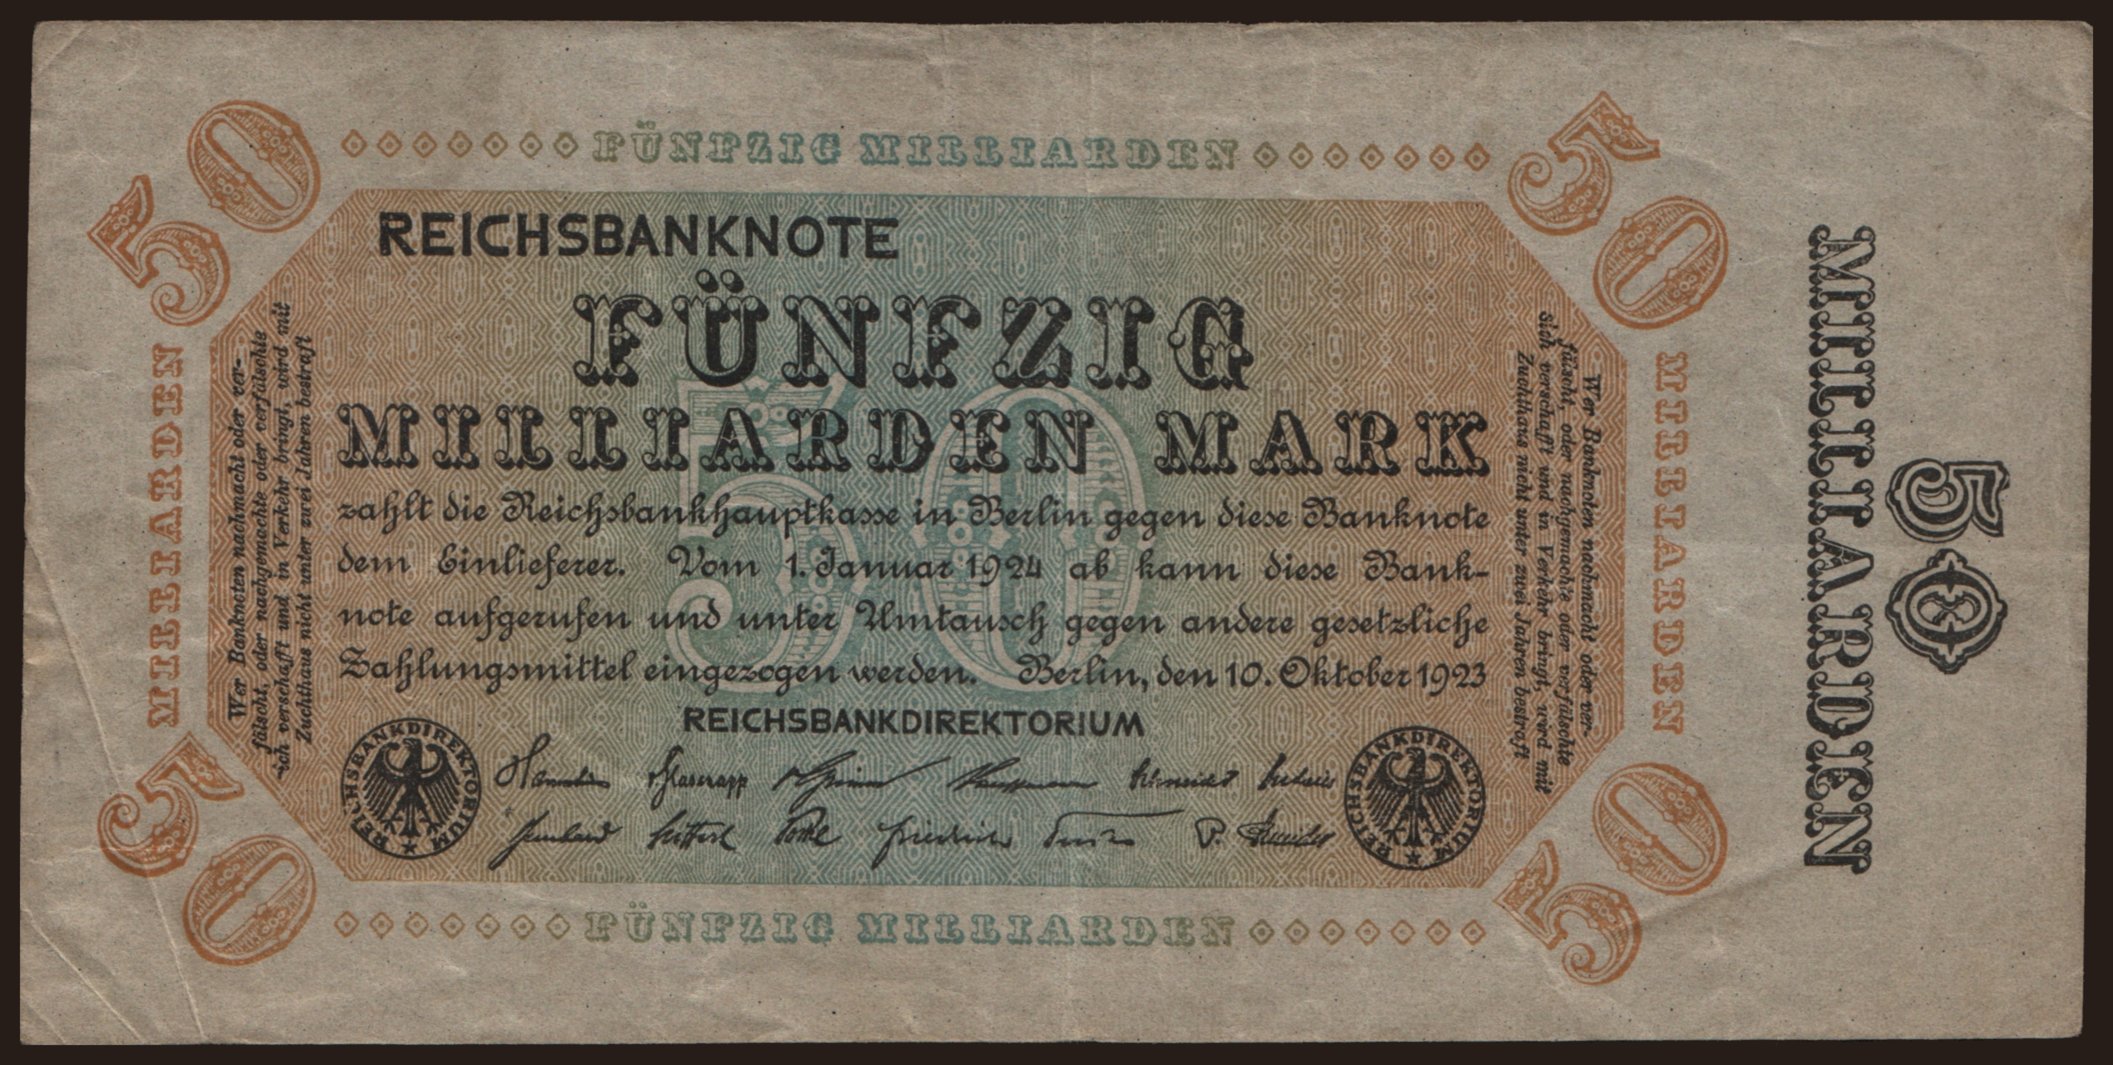 FÜNFZIG MILLIARDEN
50
50
REICHSBANKNOTE
FÜNFZIG
MILLIARDEN MARK
zahlt die Reichsbankhauptkasse in Berlin gegen diese Banknote
dem Einlieferer. Vom 1. Januar 1924 ab kann diese Bank-
note aufgerufen und unter Umtausch gegen andere gesetzliche
Zahlungsmittel eingezogen werden. Berlin, den 10. Oktober 1923
REICHSBANKDIREKTORIUM
50
MILLIARDEN
Wer Banknoten nachmacht oder ver-
fälscht, oder nachgemachte oder verfälschte
sich verschafft und in Verkehr bringt, wird mit
Zuchthaus nicht unter zwei Jahren bestraft
Wer Banknoten nachmacht oder ver-
fälscht, oder nachgemachte oder verfälschte
sich verschafft und in Verkehr bringt, wird mit
Zuchthaus nicht unter zwei Jahren bestraft
MILLIARDEN
50
MILLIARDEN
REICHSBANKDIREKTORIUM
REICHSBANKDIREKTORIUM
50
50
FÜNFZIG MILLIARDEN